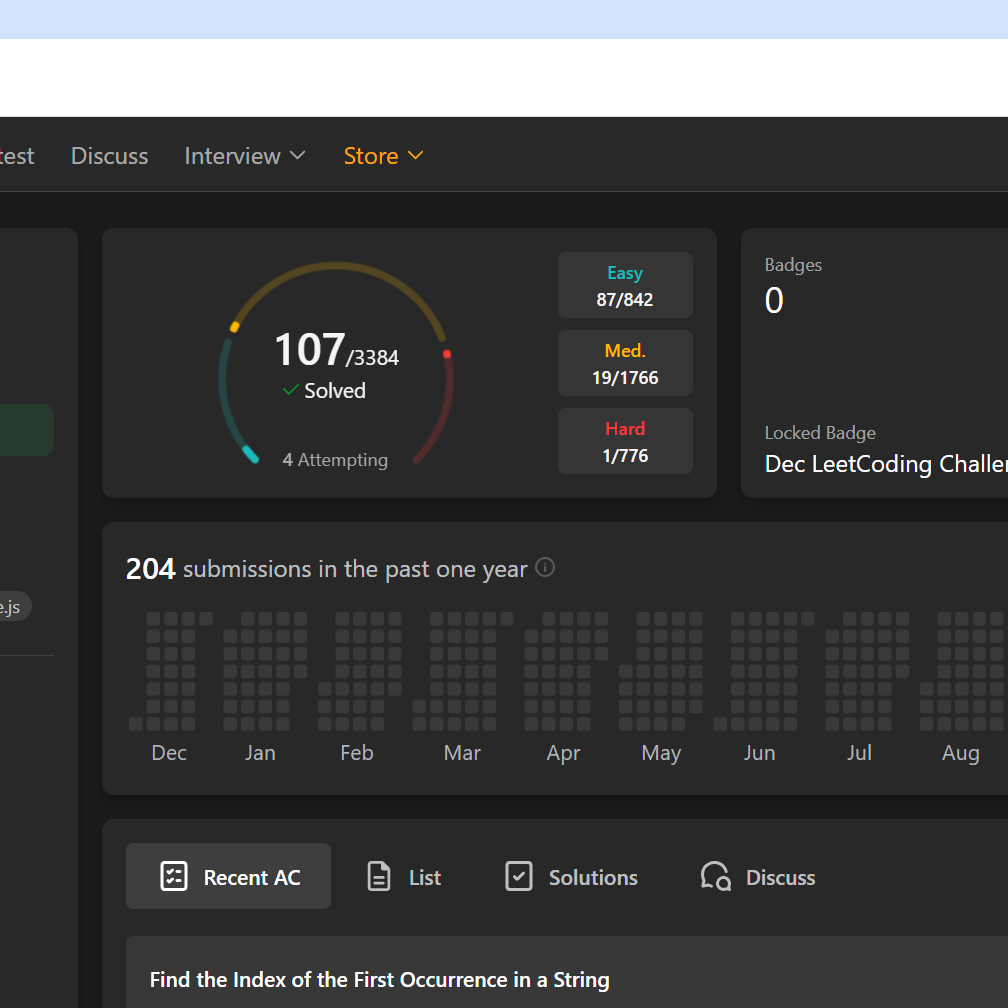 Discuss Interview Store
107/3384
Solved
4 Attempting
Easy
87/842
Med.
19/1766
Hard
1/776
Badges
0
Locked Badge
Dec LeetCoding
204 submissions in the past one year
.js
Dec Jan Feb Mar Apr May Jun Jul Aug
Recent AC List Solutions Discuss
Find the Index of the First Occurrence in a String